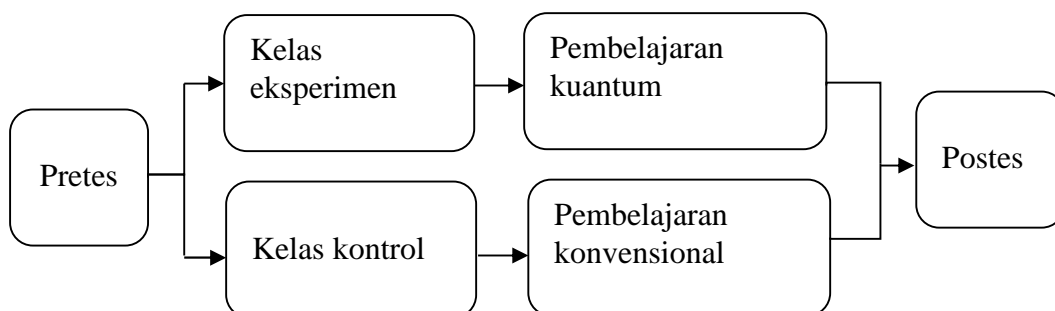 Pretes
Kelas
eksperimen
Pembelajaran
kuantum
Kelas kontrol
Pembelajaran
konvensional
Postes